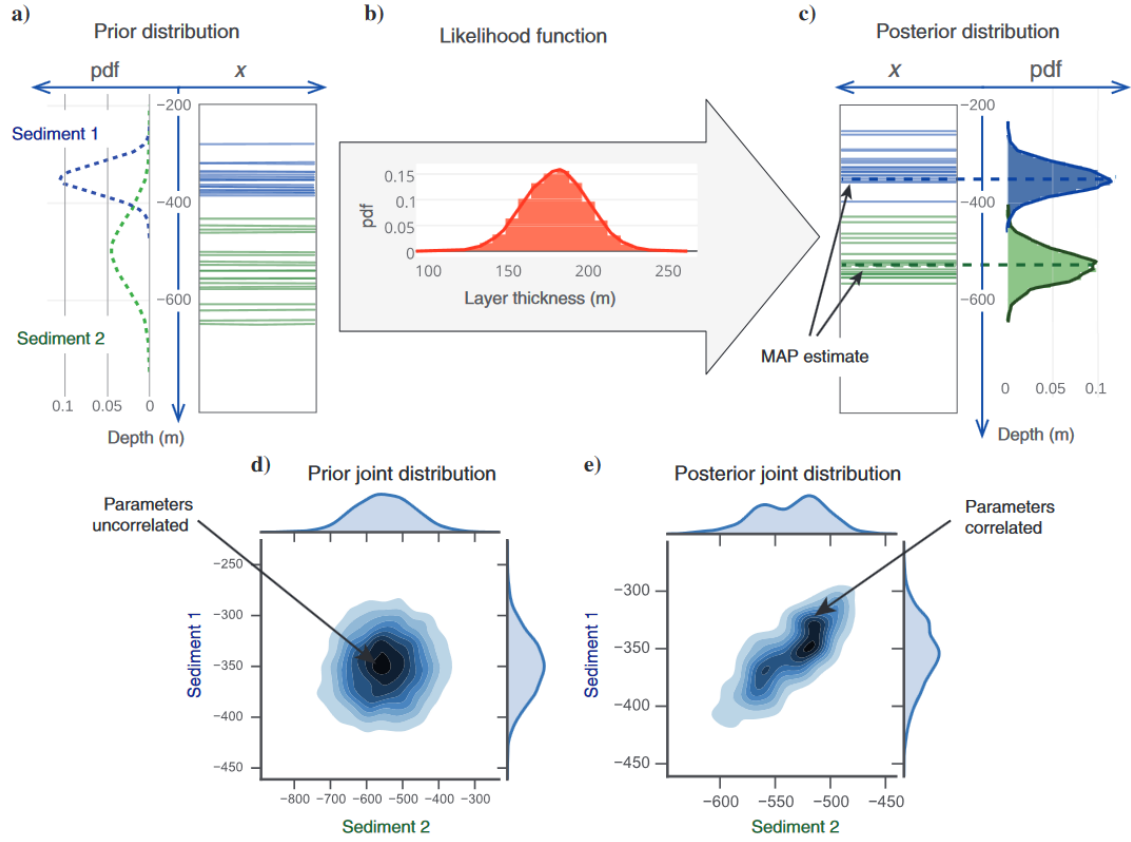 a)
Prior distribution
pdf
x
Sediment 1
−200
−400
−600
Sediment 2
0.1
0.05
0
Depth (m)
b)
Likelihood function
pdf
0.15
0.1
0.05
0
100
150
200
250
Layer thickness (m)
c)
Posterior distribution
x
pdf
−200
−400
−600
MAP estimate
0
0.05
0.1
Depth (m)
d)
Prior joint distribution
Parameters
uncorrelated
Sediment 1
−250
−300
−350
−400
−450
−800
−700
−600
−500
−400
−300
Sediment 2
e)
Posterior joint distribution
Parameters
correlated
Sediment 1
−300
−350
−400
−450
−600
−550
−500
−450
Sediment 2